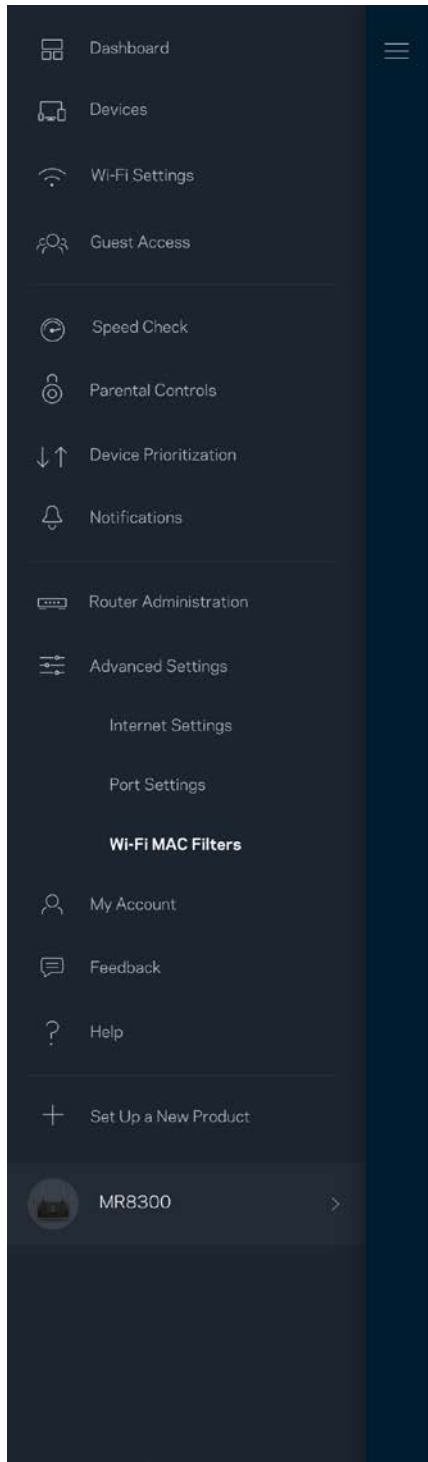 Dashboard
Devices
Wi-Fi Settings
Guest Access
Speed Check
Parental Controls
Device Prioritization
Notifications
Router Administration
Advanced Settings
Internet Settings
Port Settings
Wi-Fi MAC Filters
My Account
Feedback
Help
Set Up a New Product
MR8300